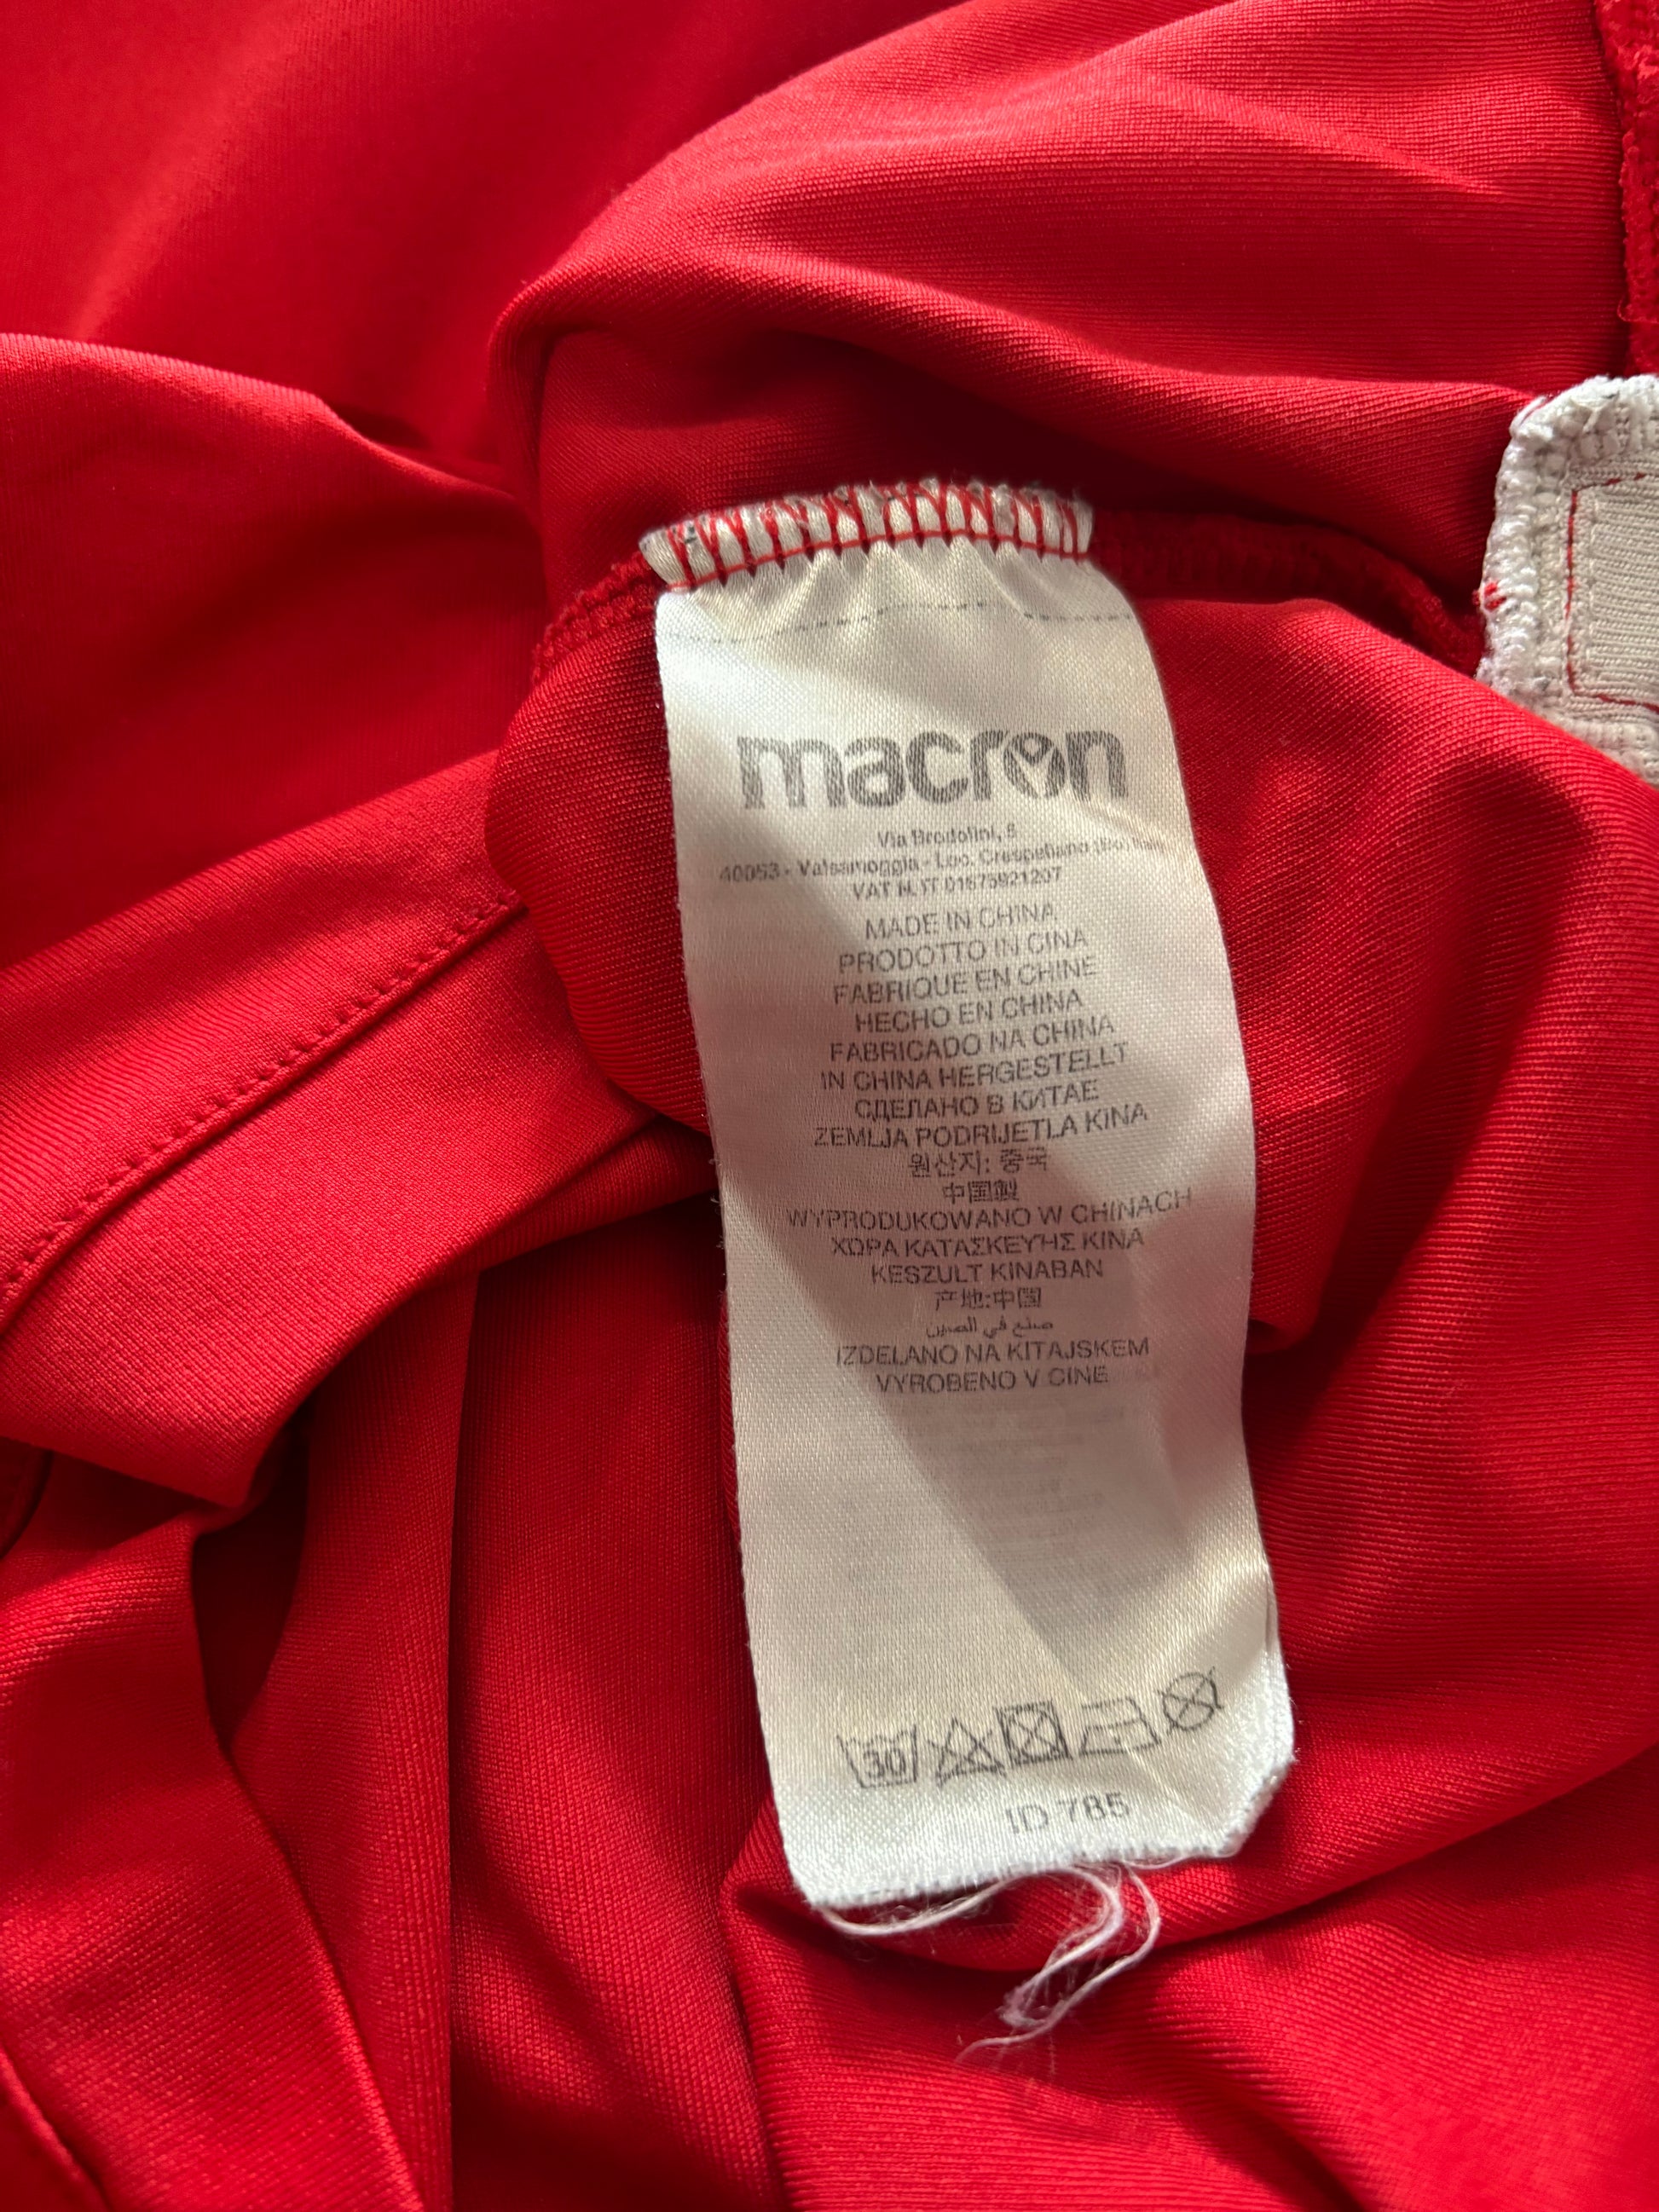 macron
Via Brodolini, 6
40053 - Valsamoggia - Loc. Crespellano (Bo) Italy
VAT N. IT 01675921207
MADE IN CHINA
PRODOTTO IN CINA
FABRIQUE EN CHINE
HECHO EN CHINA
FABRICADO NA CHINA
IN CHINA HERGESTELLT
СДЕЛАНО В КИТАЕ
ZEMLJA PODRIJETLA KINA
원산지: 중국
中国製
WYPRODUKOWANO W CHINACH
ΧΩΡΑ ΚΑΤΑΣΚΕΥΗΣ ΚΙΝΑ
KESZULT KINABAN
产地:中国
صنع في الصين
IZDELANO NA KITAJSKEM
VYROBENO V CINE
30
ID 785